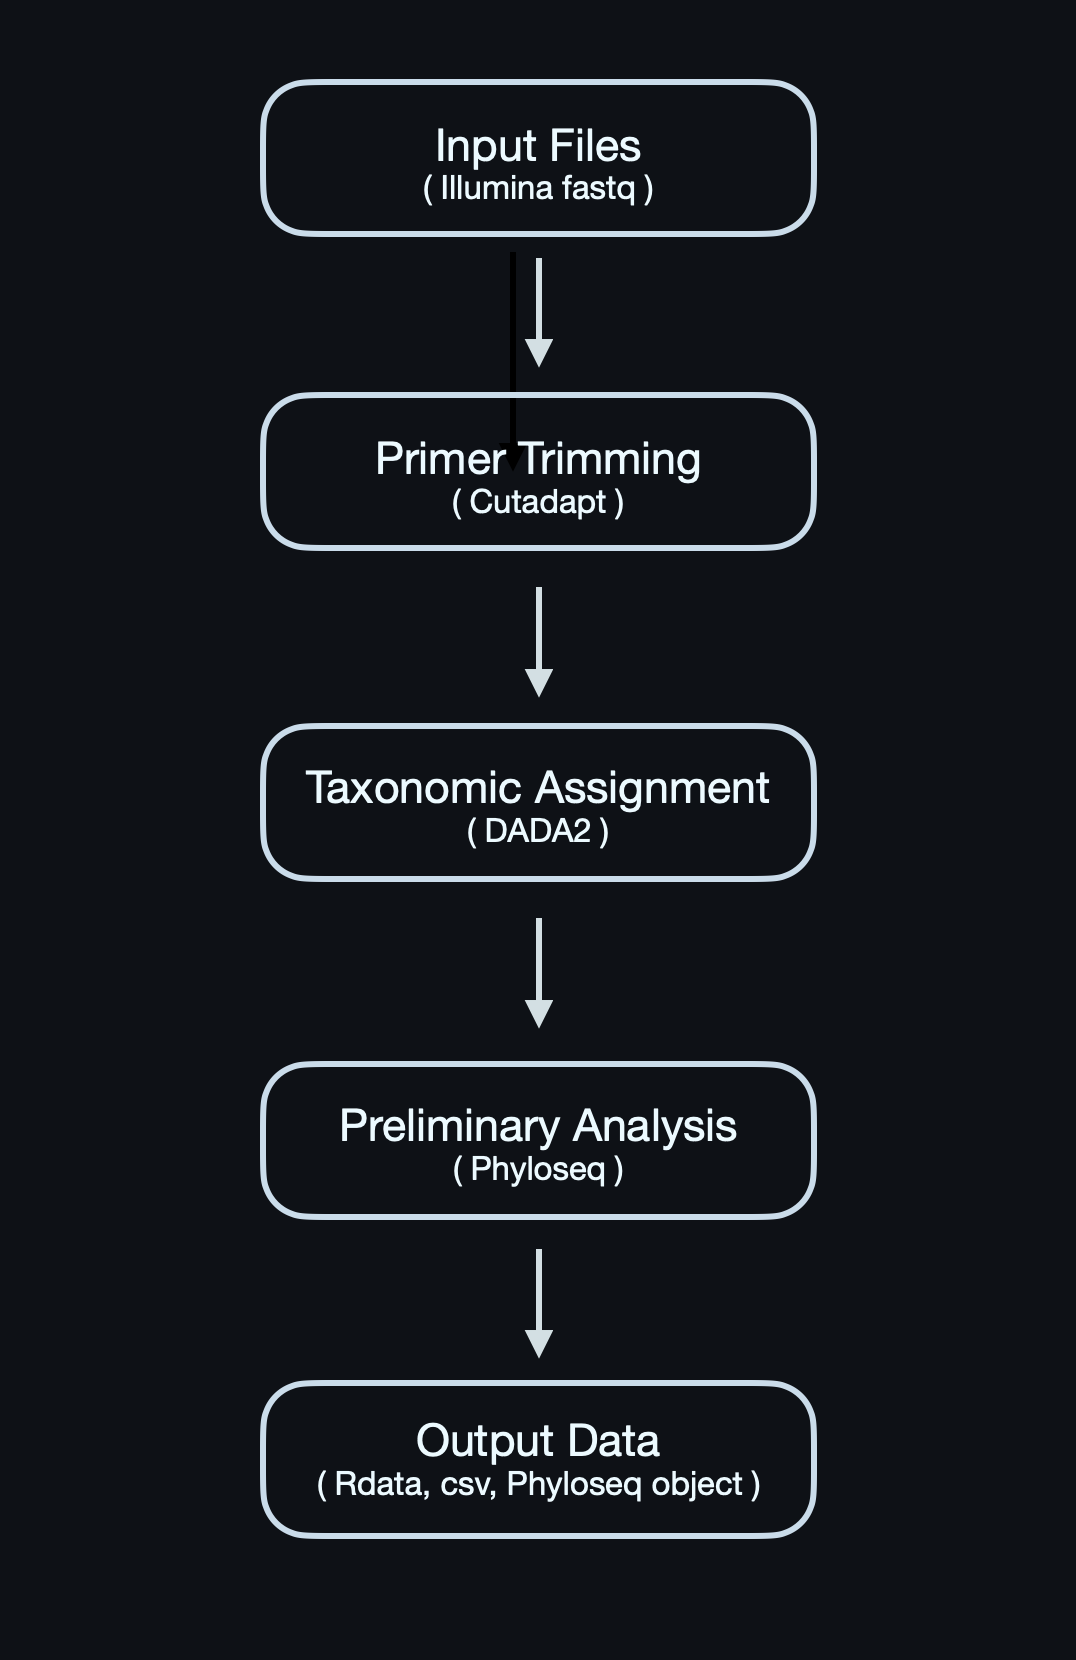 Input Files
( Illumina fastq )
Primer Trimming
( Cutadapt )
Taxonomic Assignment
( DADA2 )
Preliminary Analysis
( Phyloseq )
Output Data
( Rdata, csv, Phyloseq object )